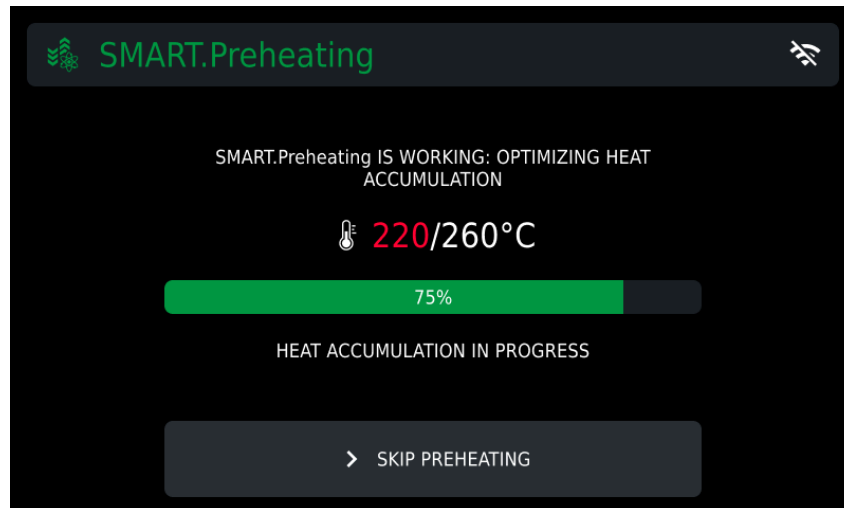 SMART.Preheating
SMART.Preheating IS WORKING: OPTIMIZING HEAT
ACCUMULATION
220/260°C
75%
HEAT ACCUMULATION IN PROGRESS
SKIP PREHEATING